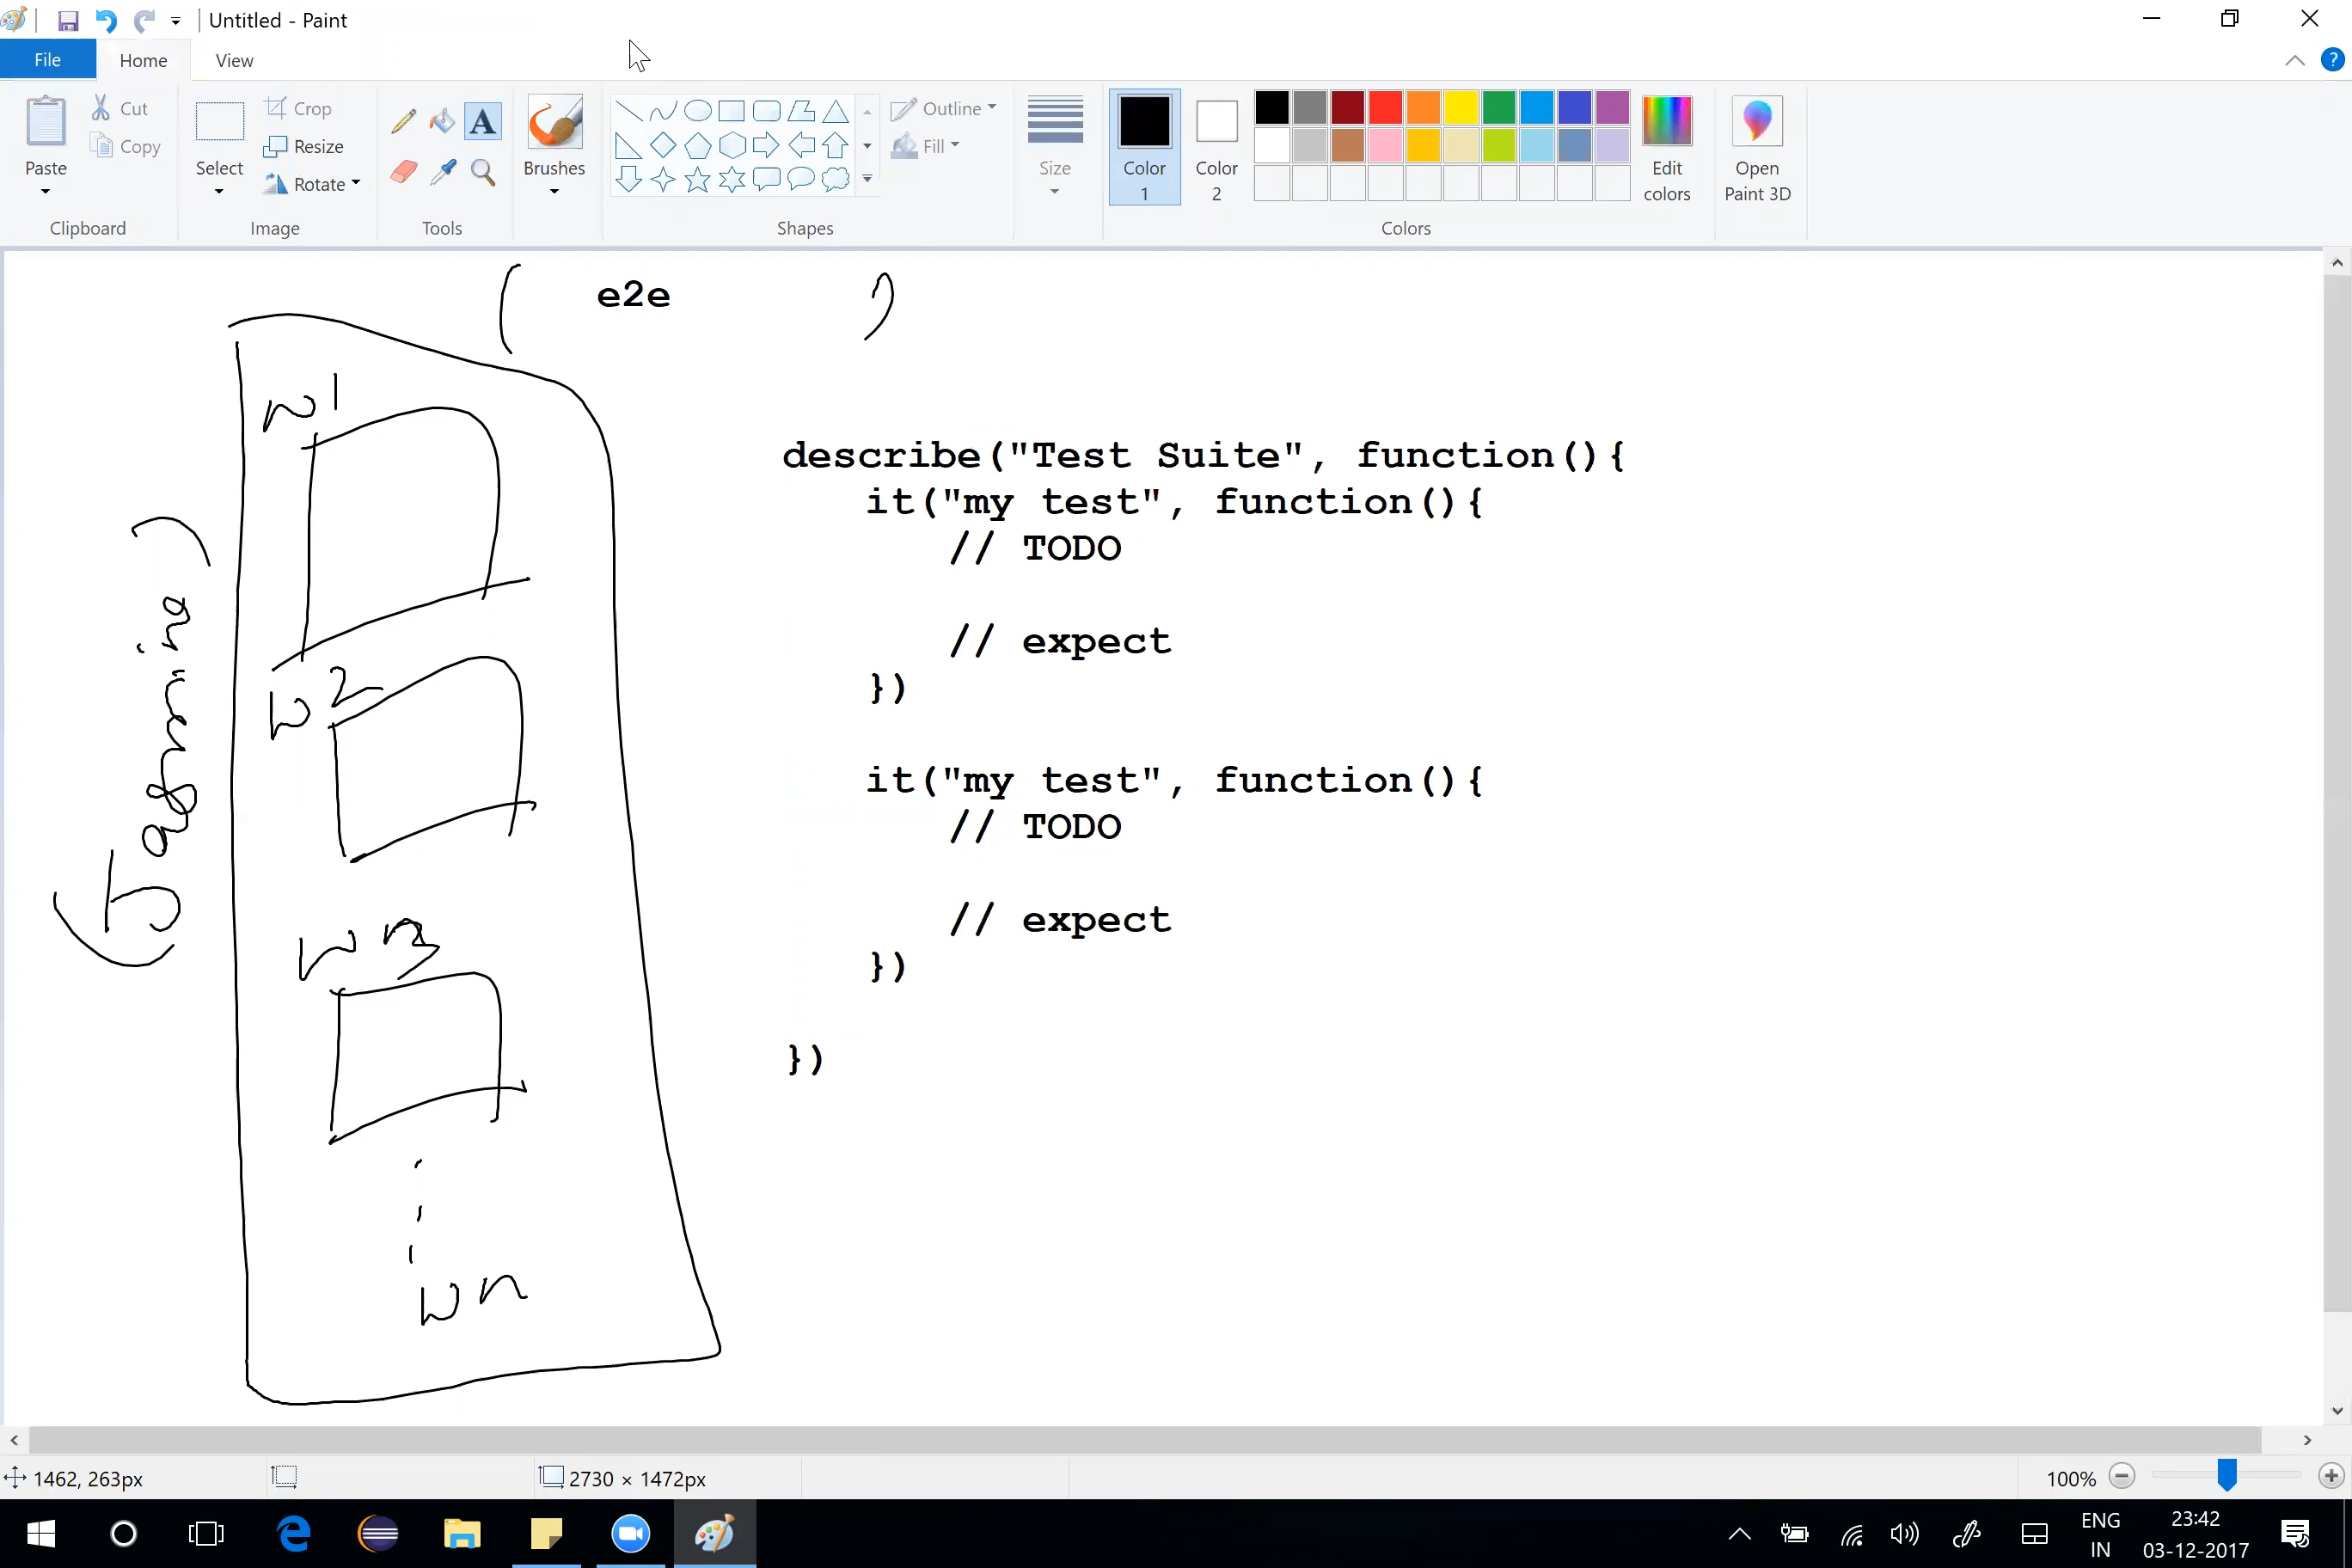 Untitled - Paint
File Home View
Paste Cut Copy
Select Crop Resize Rotate
A
Brushes
Outline Fill
Size
Color 1
Color 2
Edit colors
Open Paint 3D
Clipboard Image Tools Shapes Colors
e2e
w1
w2
w3
wn
describe("Test Suite", function(){
it("my test", function(){
// TODO
// expect
})
it("my test", function(){
// TODO
// expect
})
})
1462, 263px
2730 × 1472px
100%
ENG IN
23:42
03-12-2017